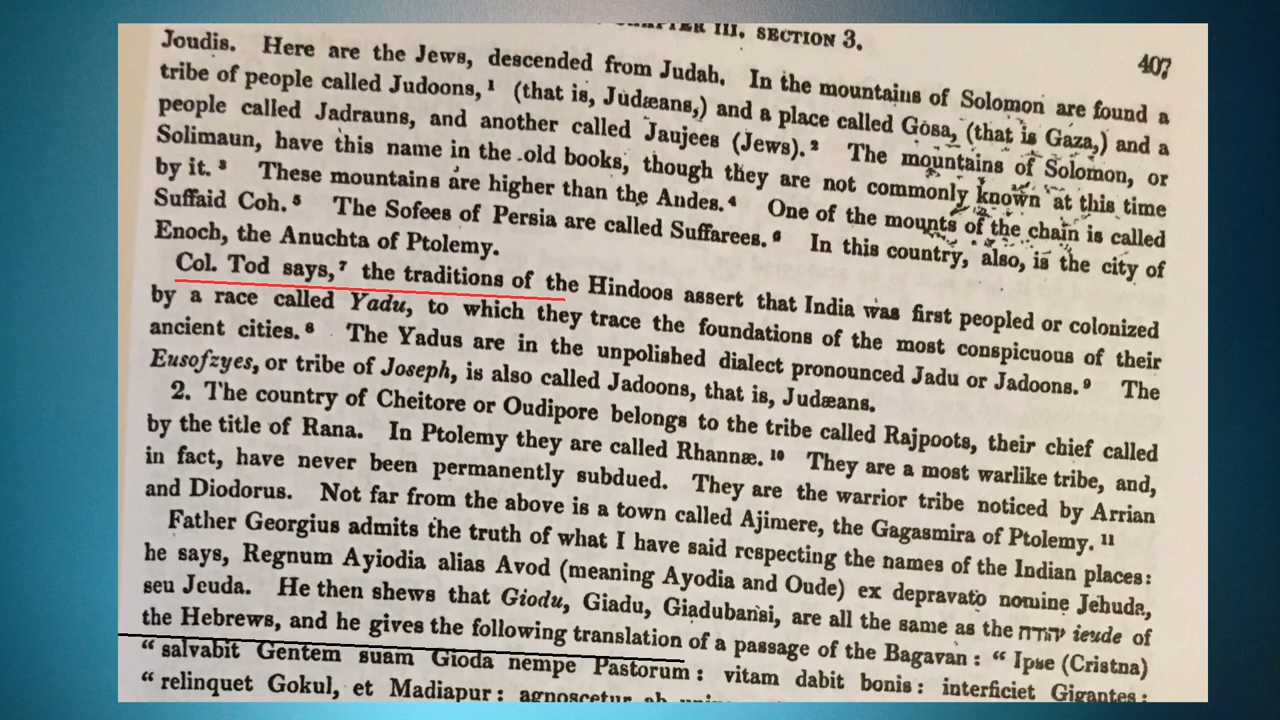 CHAPTER III. SECTION 3.
407
Joudis. Here are the Jews, descended from Judah. In the mountains of Solomon are found a
tribe of people called Judoons, ¹ (that is, Judæans,) and a place called Gosa, (that is Gaza,) and a
people called Jadrauns, and another called Jaujees (Jews). ² The mountains of Solomon, or
Solimaun, have this name in the old books, though they are not commonly known at this time
by it. ³ These mountains are higher than the Andes. ⁴ One of the mounts of the chain is called
Suffaid Coh. ⁵ The Sofees of Persia are called Suffarees. ⁶ In this country, also, is the city of
Enoch, the Anuchta of Ptolemy.
Col. Tod says, ⁷ the traditions of the Hindoos assert that India was first peopled or colonized
by a race called Yadu, to which they trace the foundations of the most conspicuous of their
ancient cities. ⁸ The Yadus are in the unpolished dialect pronounced Jadu or Jadoons. ⁹ The
Eusofzyes, or tribe of Joseph, is also called Jadoons, that is, Judæans.
2. The country of Cheitore or Oudipore belongs to the tribe called Rajpoots, their chief called
by the title of Rana. In Ptolemy they are called Rhannæ. ¹⁰ They are a most warlike tribe, and,
in fact, have never been permanently subdued. They are the warrior tribe noticed by Arrian
and Diodorus. Not far from the above is a town called Ajimere, the Gagasmira of Ptolemy. ¹¹
Father Georgius admits the truth of what I have said respecting the names of the Indian places:
he says, Regnum Ayiodia alias Avod (meaning Ayodia and Oude) ex depravato nomine Jehuda,
seu Jeuda. He then shews that Giodu, Giadu, Giadubansi, are all the same as the יהודה ieude of
the Hebrews, and he gives the following translation of a passage of the Bagavan: “ Ipse (Cristna)
“ salvabit Gentem suam Gioda nempe Pastorum: vitam dabit bonis: interficiet Gigantes:
“ relinquet Gokul, et Madiapur: agnoscetur ab